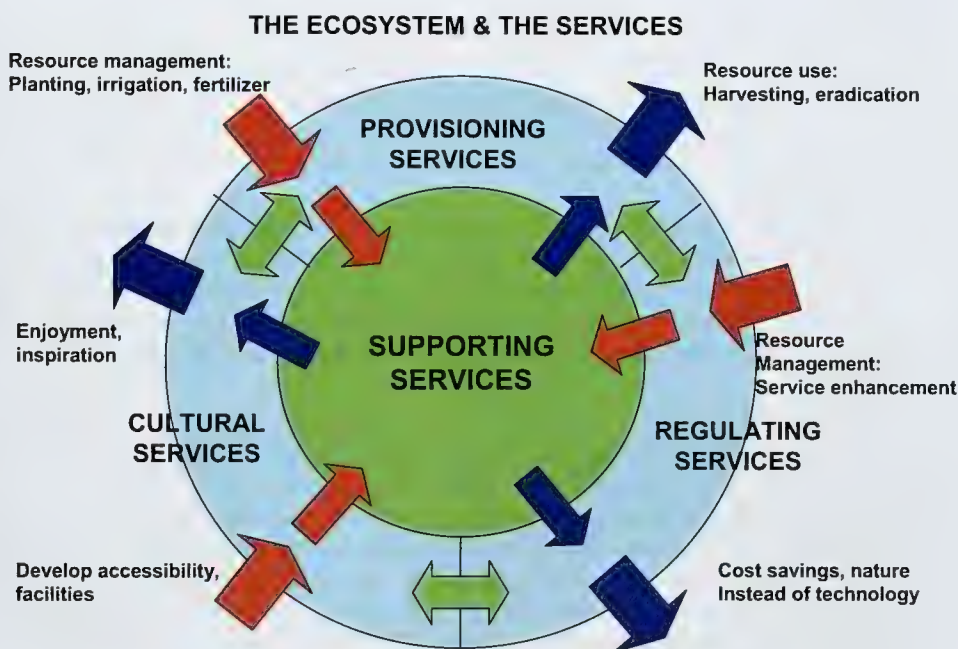 THE ECOSYSTEM & THE SERVICES
Resource management:
Planting, irrigation, fertilizer
Resource use:
Harvesting, eradication
PROVISIONING
SERVICES
Enjoyment,
inspiration
SUPPORTING
SERVICES
Resource
Management:
Service enhancement
CULTURAL
SERVICES
REGULATING
SERVICES
Develop accessibility,
facilities
Cost savings, nature
Instead of technology